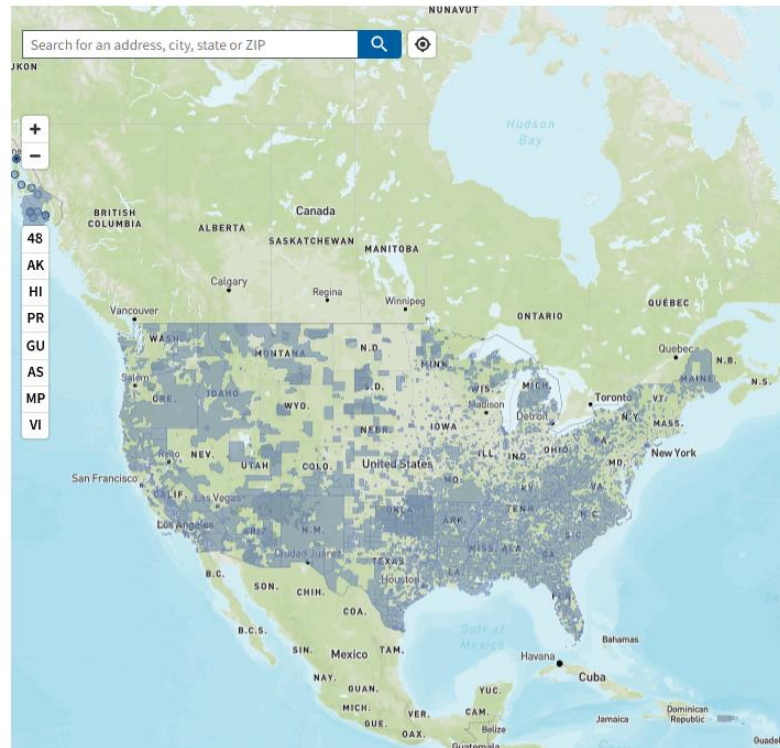 NUNAVUT
Search for an address, city, state or ZIP
UKON
Hudson
Bay
+
−
BRITISH
COLUMBIA
ALBERTA
Canada
SASKATCHEWAN
MANITOBA
48
AK
HI
PR
GU
AS
MP
VI
Calgary
Regina
Winnipeg
ONTARIO
QUÉBEC
Vancouver
Quebec
N.B.
N.S.
WASH.
MONTANA
N.D.
MINN.
MAINE
Salem
ORE.
IDAHO
S.D.
WIS.
MICH.
Toronto
VT.
WYO.
Madison
Detroit
N.Y.
MASS.
Reno
NEV.
NEBR.
IOWA
ILL.
IND.
OHIO
PA.
New York
UTAH
COLO.
United States
MD.
San Francisco
CALIF.
Las Vegas
MO.
KY.
VA.
Los Angeles
ARIZ.
N.M.
OKLA.
ARK.
TENN.
N.C.
S.C.
Ciudad Juárez
TEXAS
MISS.
ALA.
GA.
B.C.
SON.
CHIH.
Houston
LA.
FLA.
COA.
B.C.S.
Gulf of
Mexico
Bahamas
SIN.
Mexico
TAM.
Havana
Cuba
NAY.
GUAN.
YUC.
MICH.
VER.
CAM.
Jamaica
Dominican
Republic
GUE.
OAX.
Belize
Guatemala
Guadel